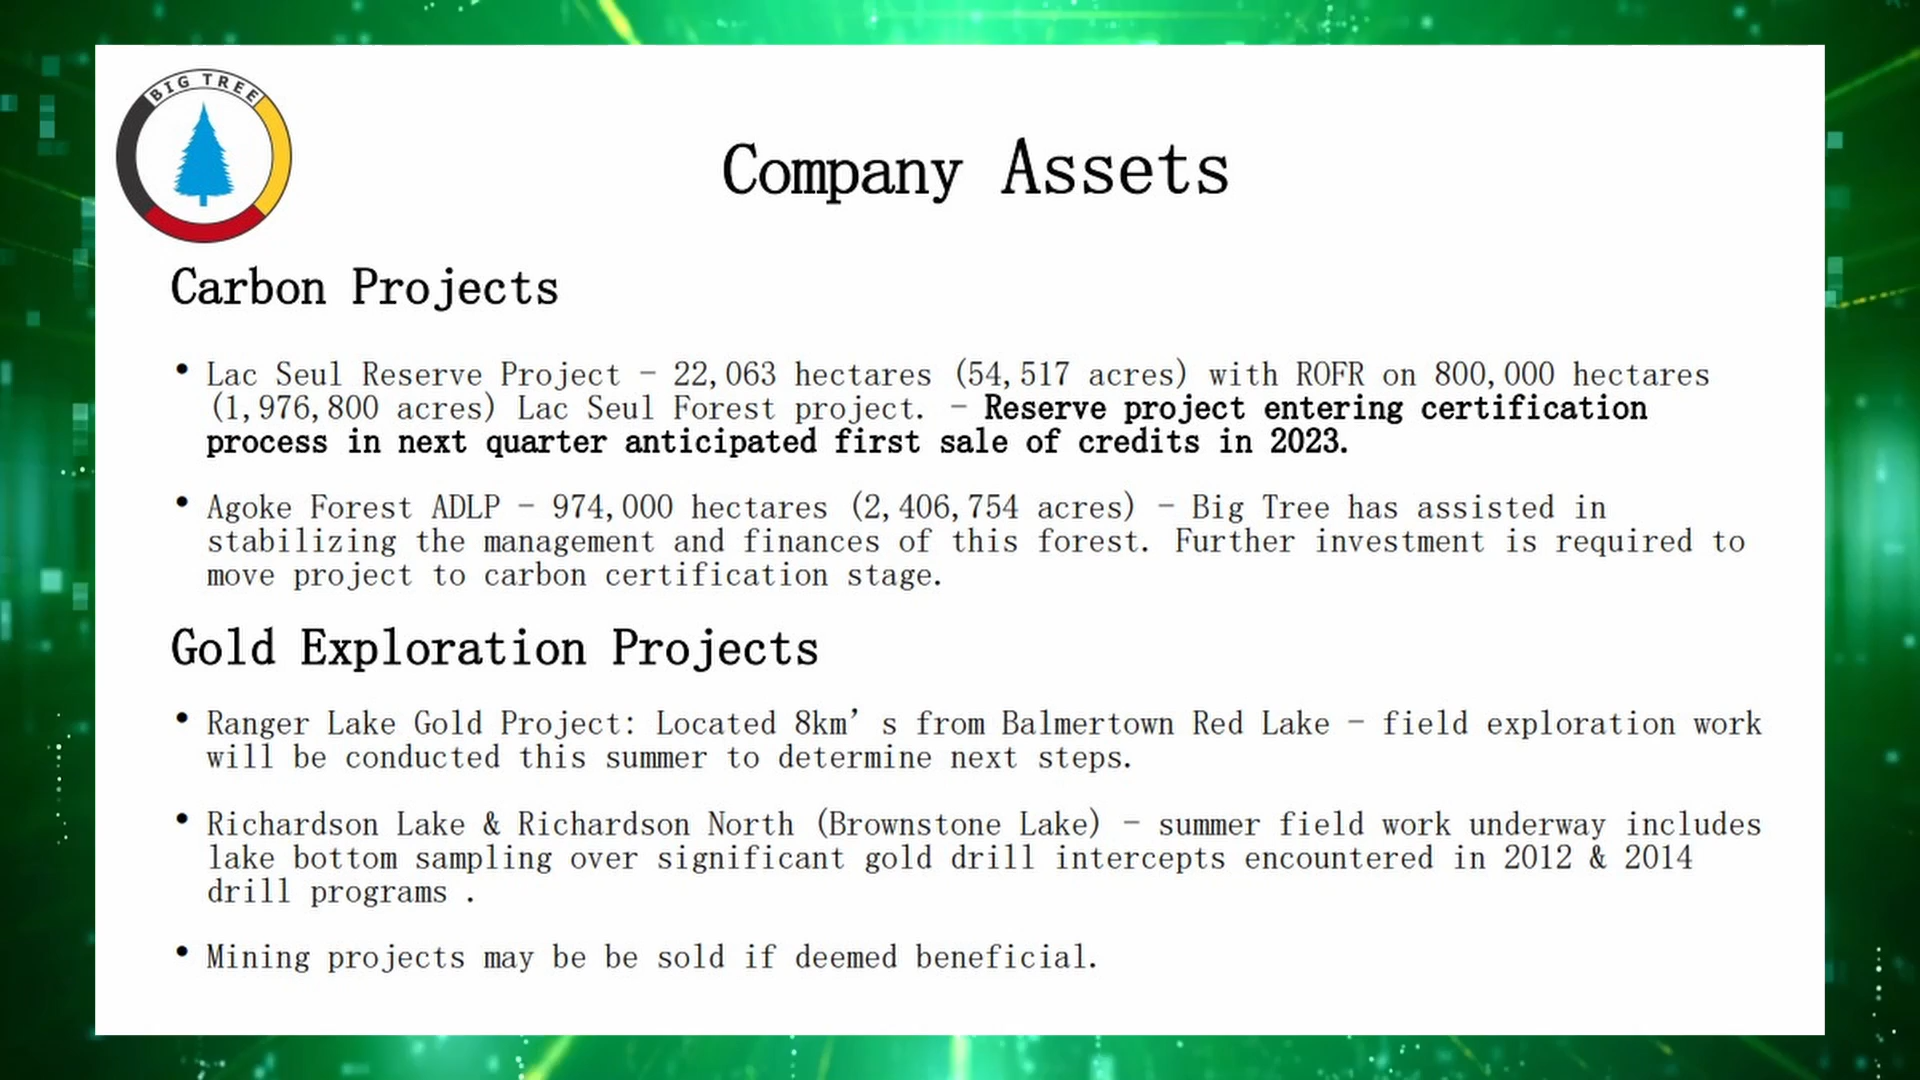 BIG TREE
Company Assets
Carbon Projects
• Lac Seul Reserve Project – 22,063 hectares (54,517 acres) with ROFR on 800,000 hectares
(1,976,800 acres) Lac Seul Forest project. – Reserve project entering certification
process in next quarter anticipated first sale of credits in 2023.
• Agoke Forest ADLP – 974,000 hectares (2,406,754 acres) – Big Tree has assisted in
stabilizing the management and finances of this forest. Further investment is required to
move project to carbon certification stage.
Gold Exploration Projects
• Ranger Lake Gold Project: Located 8km’s from Balmertown Red Lake – field exploration work
will be conducted this summer to determine next steps.
• Richardson Lake & Richardson North (Brownstone Lake) – summer field work underway includes
lake bottom sampling over significant gold drill intercepts encountered in 2012 & 2014
drill programs .
• Mining projects may be be sold if deemed beneficial.